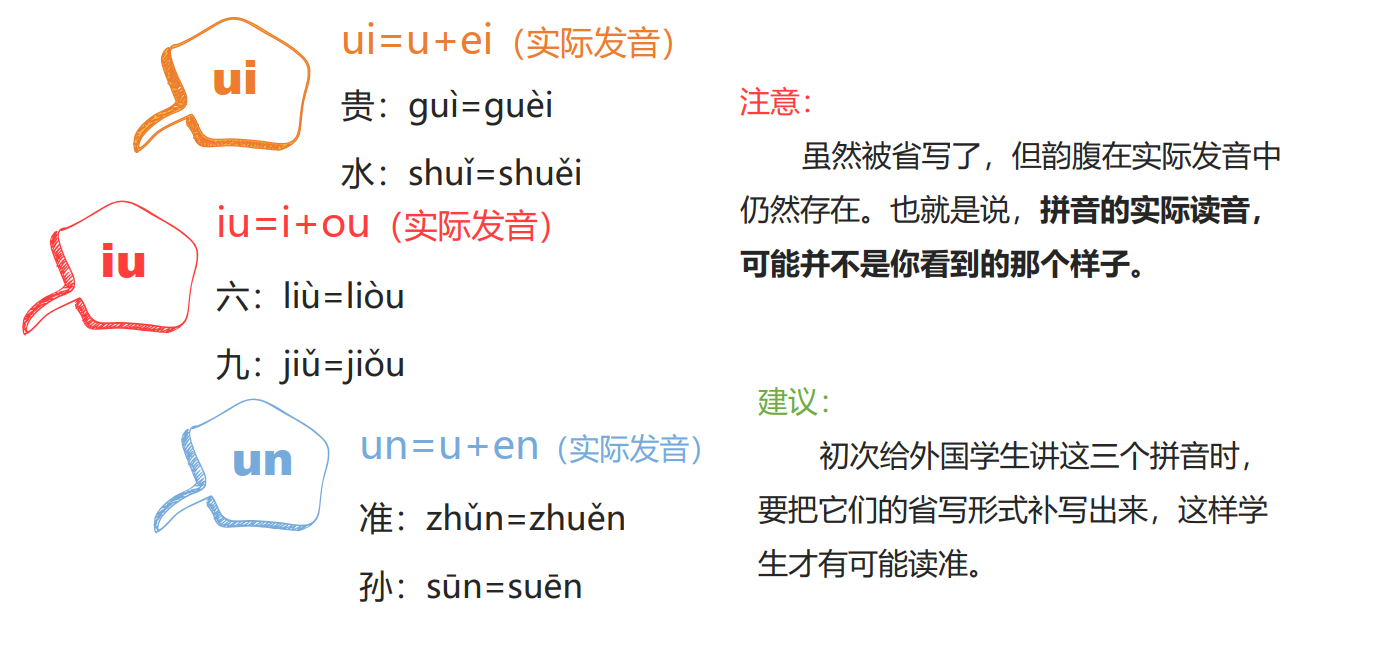 ui
ui=u+ei（实际发音）
贵：guì=guèi
水：shuǐ=shuěi
iu
iu=i+ou（实际发音）
六：liù=liòu
九：jiǔ=jiǒu
un
un=u+en（实际发音）
准：zhǔn=zhuěn
孙：sūn=suēn
注意：
虽然被省写了，但韵腹在实际发音中
仍然存在。也就是说，拼音的实际读音，
可能并不是你看到的那个样子。
建议：
初次给外国学生讲这三个拼音时，
要把它们的省写形式补写出来，这样学
生才有可能读准。